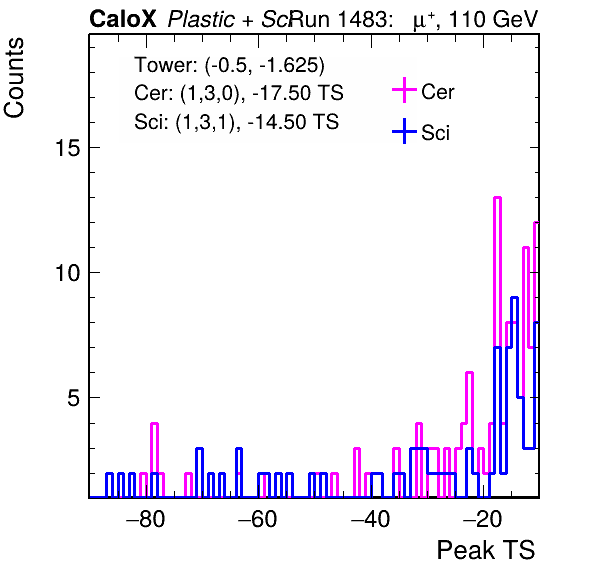 CaloX Plastic + SciRun 1483: μ⁺, 110 GeV
Counts
Tower: (-0.5, -1.625)
Cer: (1,3,0), -17.50 TS
Sci: (1,3,1), -14.50 TS
Cer
Sci
15
10
5
−80 −60 −40 −20
Peak TS